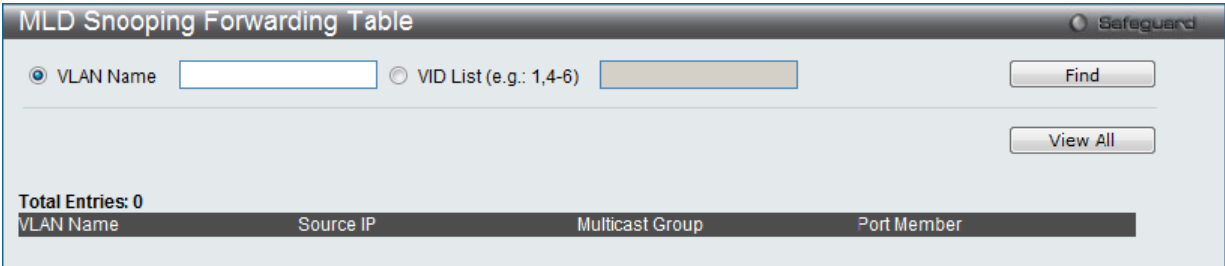 MLD Snooping Forwarding Table Safeguard
VLAN Name VID List (e.g.: 1,4-6) Find
View All
Total Entries: 0
VLAN Name Source IP Multicast Group Port Member